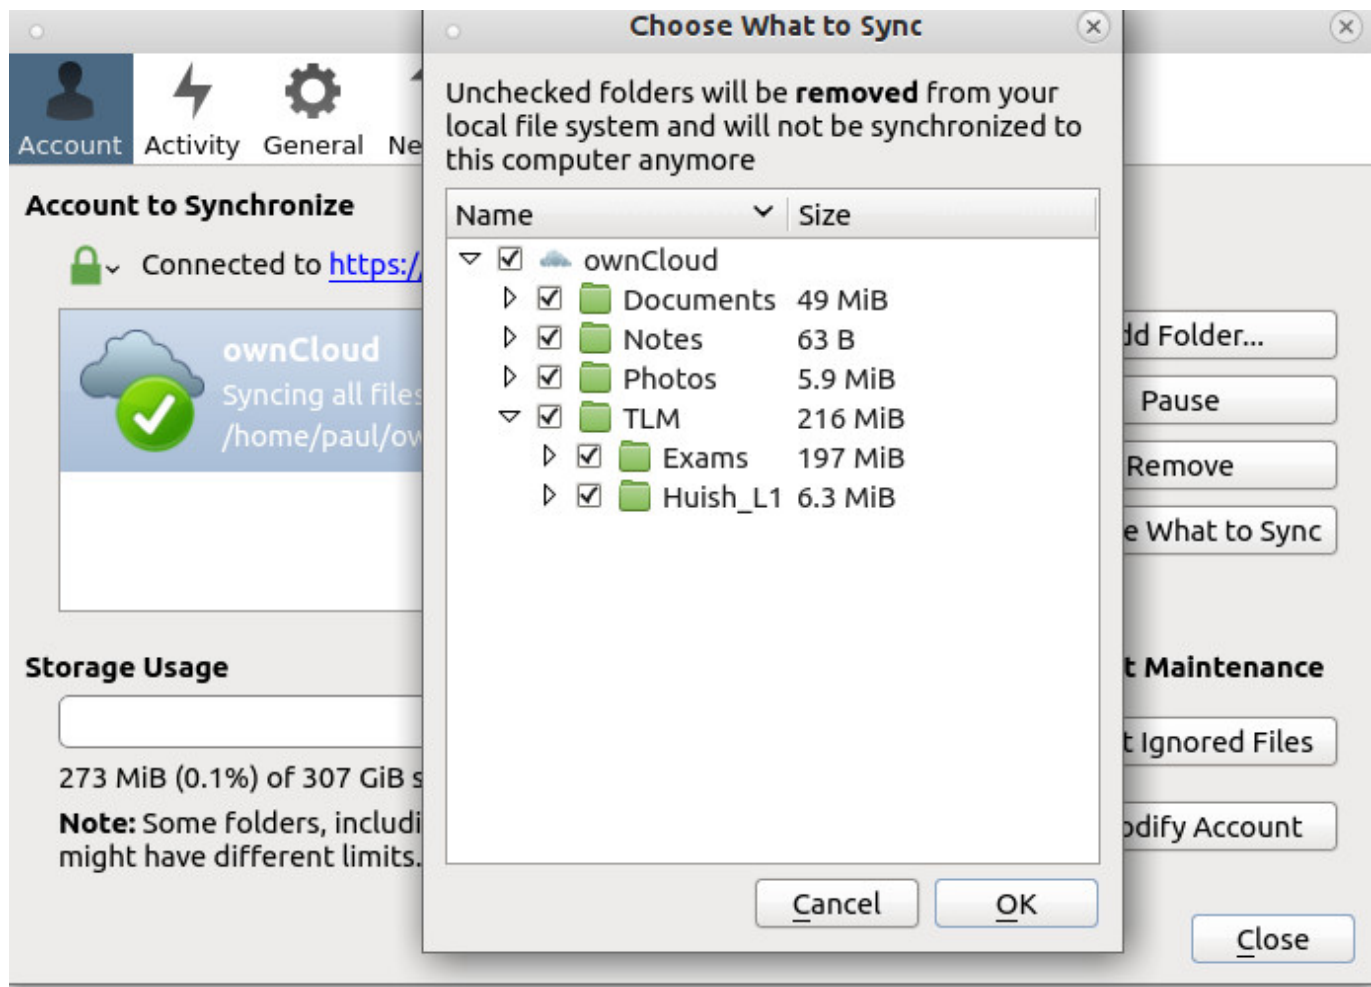 Choose What to Sync
Account
Activity
General
Unchecked folders will be removed from your
local file system and will not be synchronized to
this computer anymore
Account to Synchronize
Connected to https://
ownCloud
Syncing all files
Name
Size
ownCloud
Documents 49 MiB
Notes 63 B
Photos 5.9 MiB
TLM 216 MiB
Exams 197 MiB
Huish_L1 6.3 MiB
dd Folder...
Pause
Remove
e What to Sync
Storage Usage
273 MiB (0.1%) of 307 GiB s
Note: Some folders, includi
might have different limits.
t Maintenance
t Ignored Files
odify Account
Cancel
OK
Close
/home/paul/ow